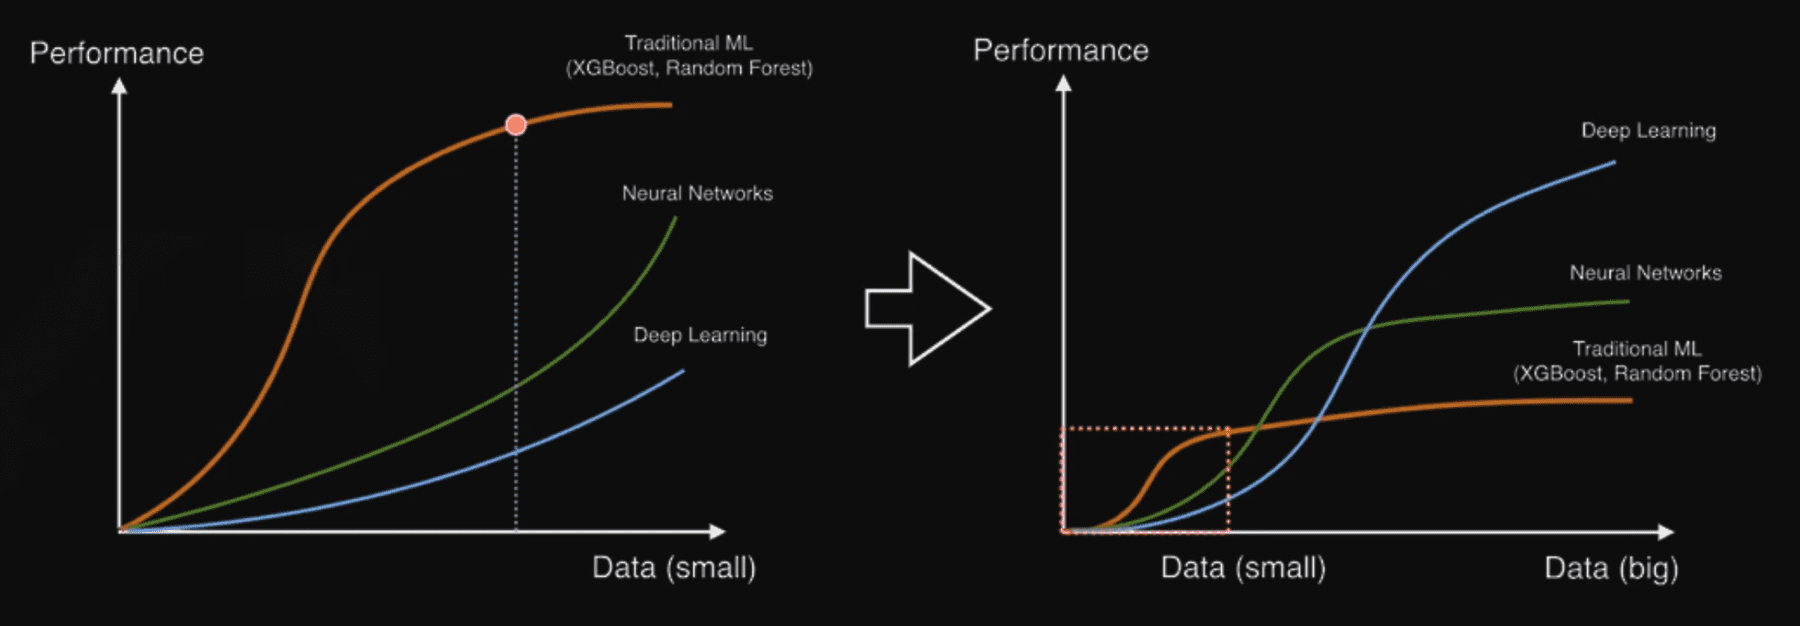 Performance
Traditional ML
(XGBoost, Random Forest)
Neural Networks
Deep Learning
Data (small)
Performance
Deep Learning
Neural Networks
Traditional ML
(XGBoost, Random Forest)
Data (small)
Data (big)